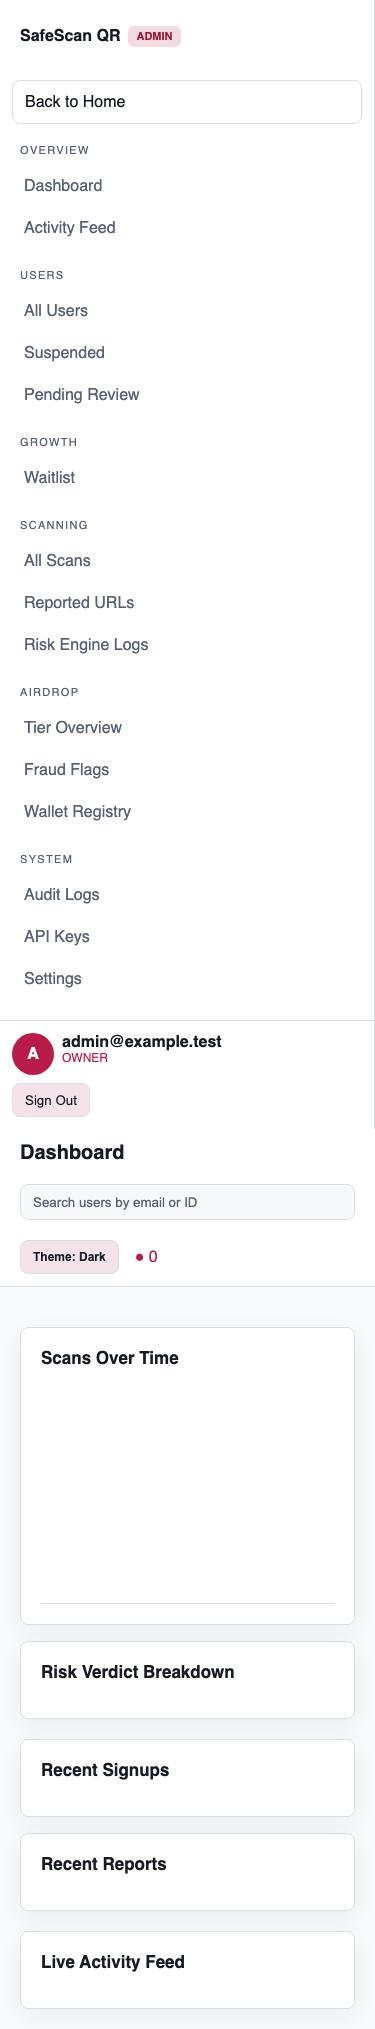 SafeScan QR ADMIN
Back to Home
OVERVIEW
Dashboard
Activity Feed
USERS
All Users
Suspended
Pending Review
GROWTH
Waitlist
SCANNING
All Scans
Reported URLs
Risk Engine Logs
AIRDROP
Tier Overview
Fraud Flags
Wallet Registry
SYSTEM
Audit Logs
API Keys
Settings
A
admin@example.test
OWNER
Sign Out
Dashboard
Search users by email or ID
Theme: Dark ● 0
Scans Over Time
Risk Verdict Breakdown
Recent Signups
Recent Reports
Live Activity Feed